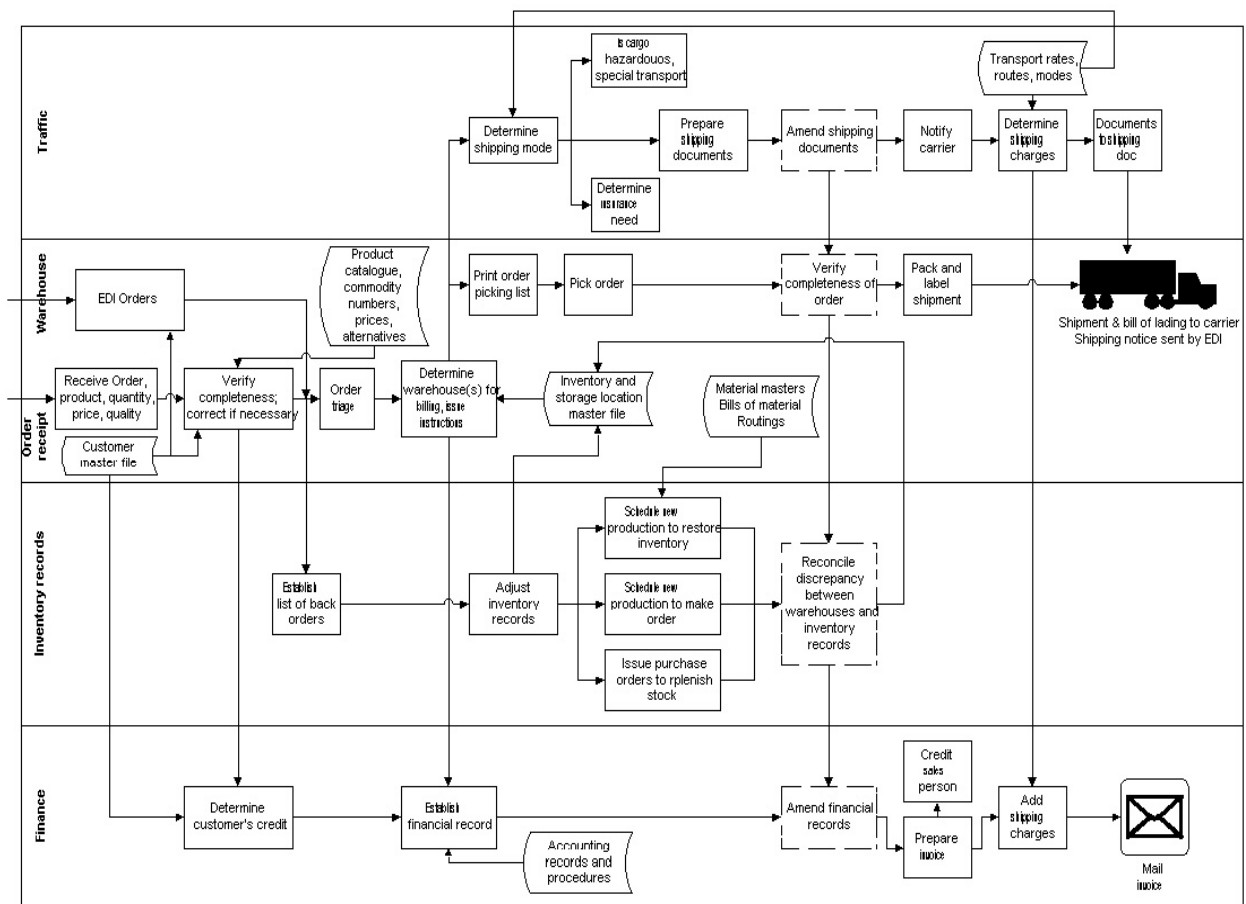 Traffic
Is cargo
hazardouos,
special transport
Transport rates,
routes, modes
Determine
shipping mode
Prepare
shipping
documents
Amend shipping
documents
Notify
carrier
Determine
shipping
charges
Documents
to shipping
doc
Determine
insurance
need
Warehouse
EDI Orders
Product
catalogue,
commodity
numbers,
prices,
alternatives
Print order
picking list
Pick order
Verify
completeness of
order
Pack and
label
shipment
Shipment & bill of lading to carrier
Shipping notice sent by EDI
Order
receipt
Receive Order,
product, quantity,
price, quality
Verify
completeness;
correct if necessary
Order
triage
Determine
warehouse(s) for
billing, issue
instructions
Inventory and
storage location
master file
Material masters
Bills of material
Routings
Customer
master file
Inventory records
Establish
list of back
orders
Adjust
inventory
records
Schedule new
production to restore
inventory
Schedule new
production to make
order
Issue purchase
orders to rplenish
stock
Reconcile
discrepancy
between
warehouses and
inventory
records
Finance
Determine
customer's credit
Establish
financial record
Accounting
records and
procedures
Amend financial
records
Credit
sales
person
Prepare
invoice
Add
shipping
charges
Mail
invoice